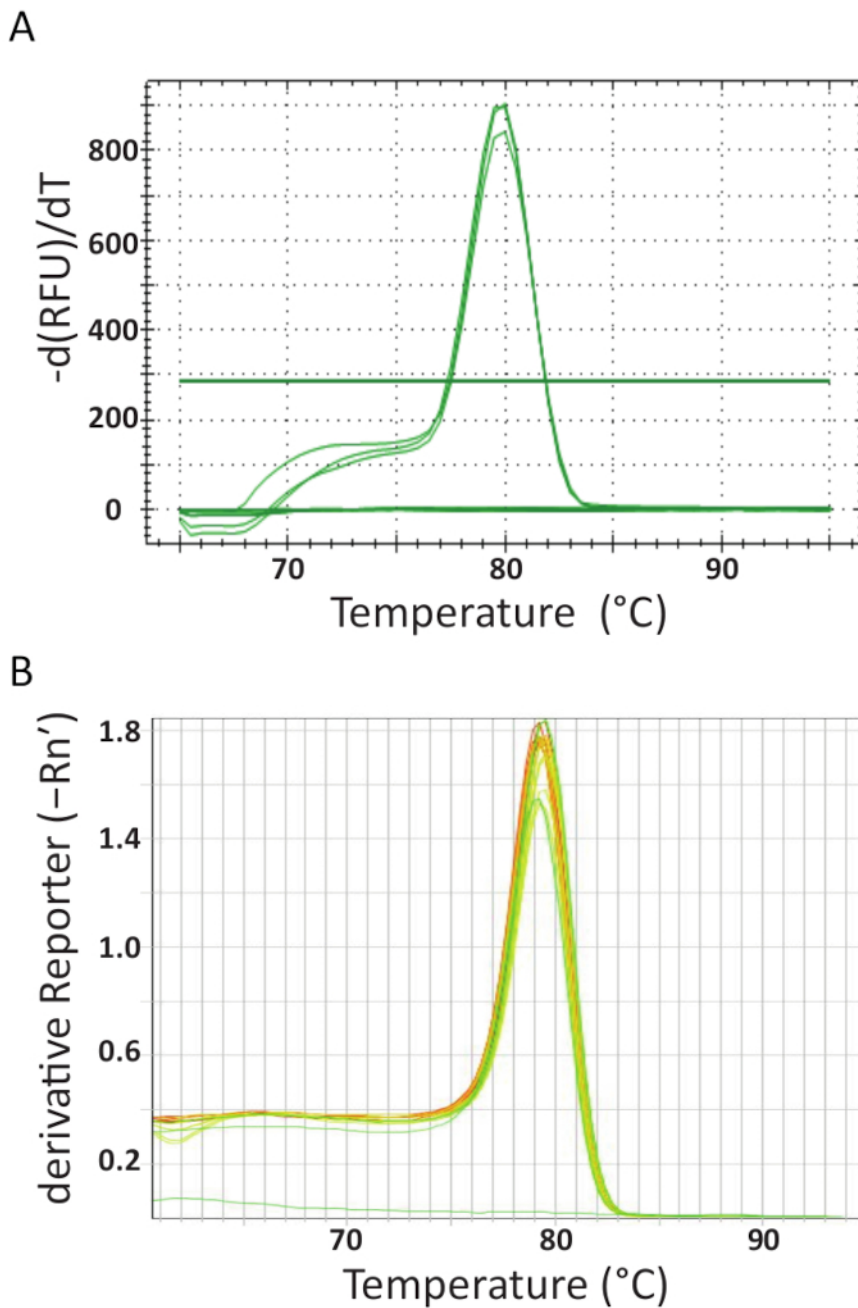 A
-d(RFU)/dT
800
600
400
200
0
70 80 90
Temperature (°C)
B
derivative Reporter (−Rn’)
1.8
1.4
1.0
0.6
0.2
70 80 90
Temperature (°C)